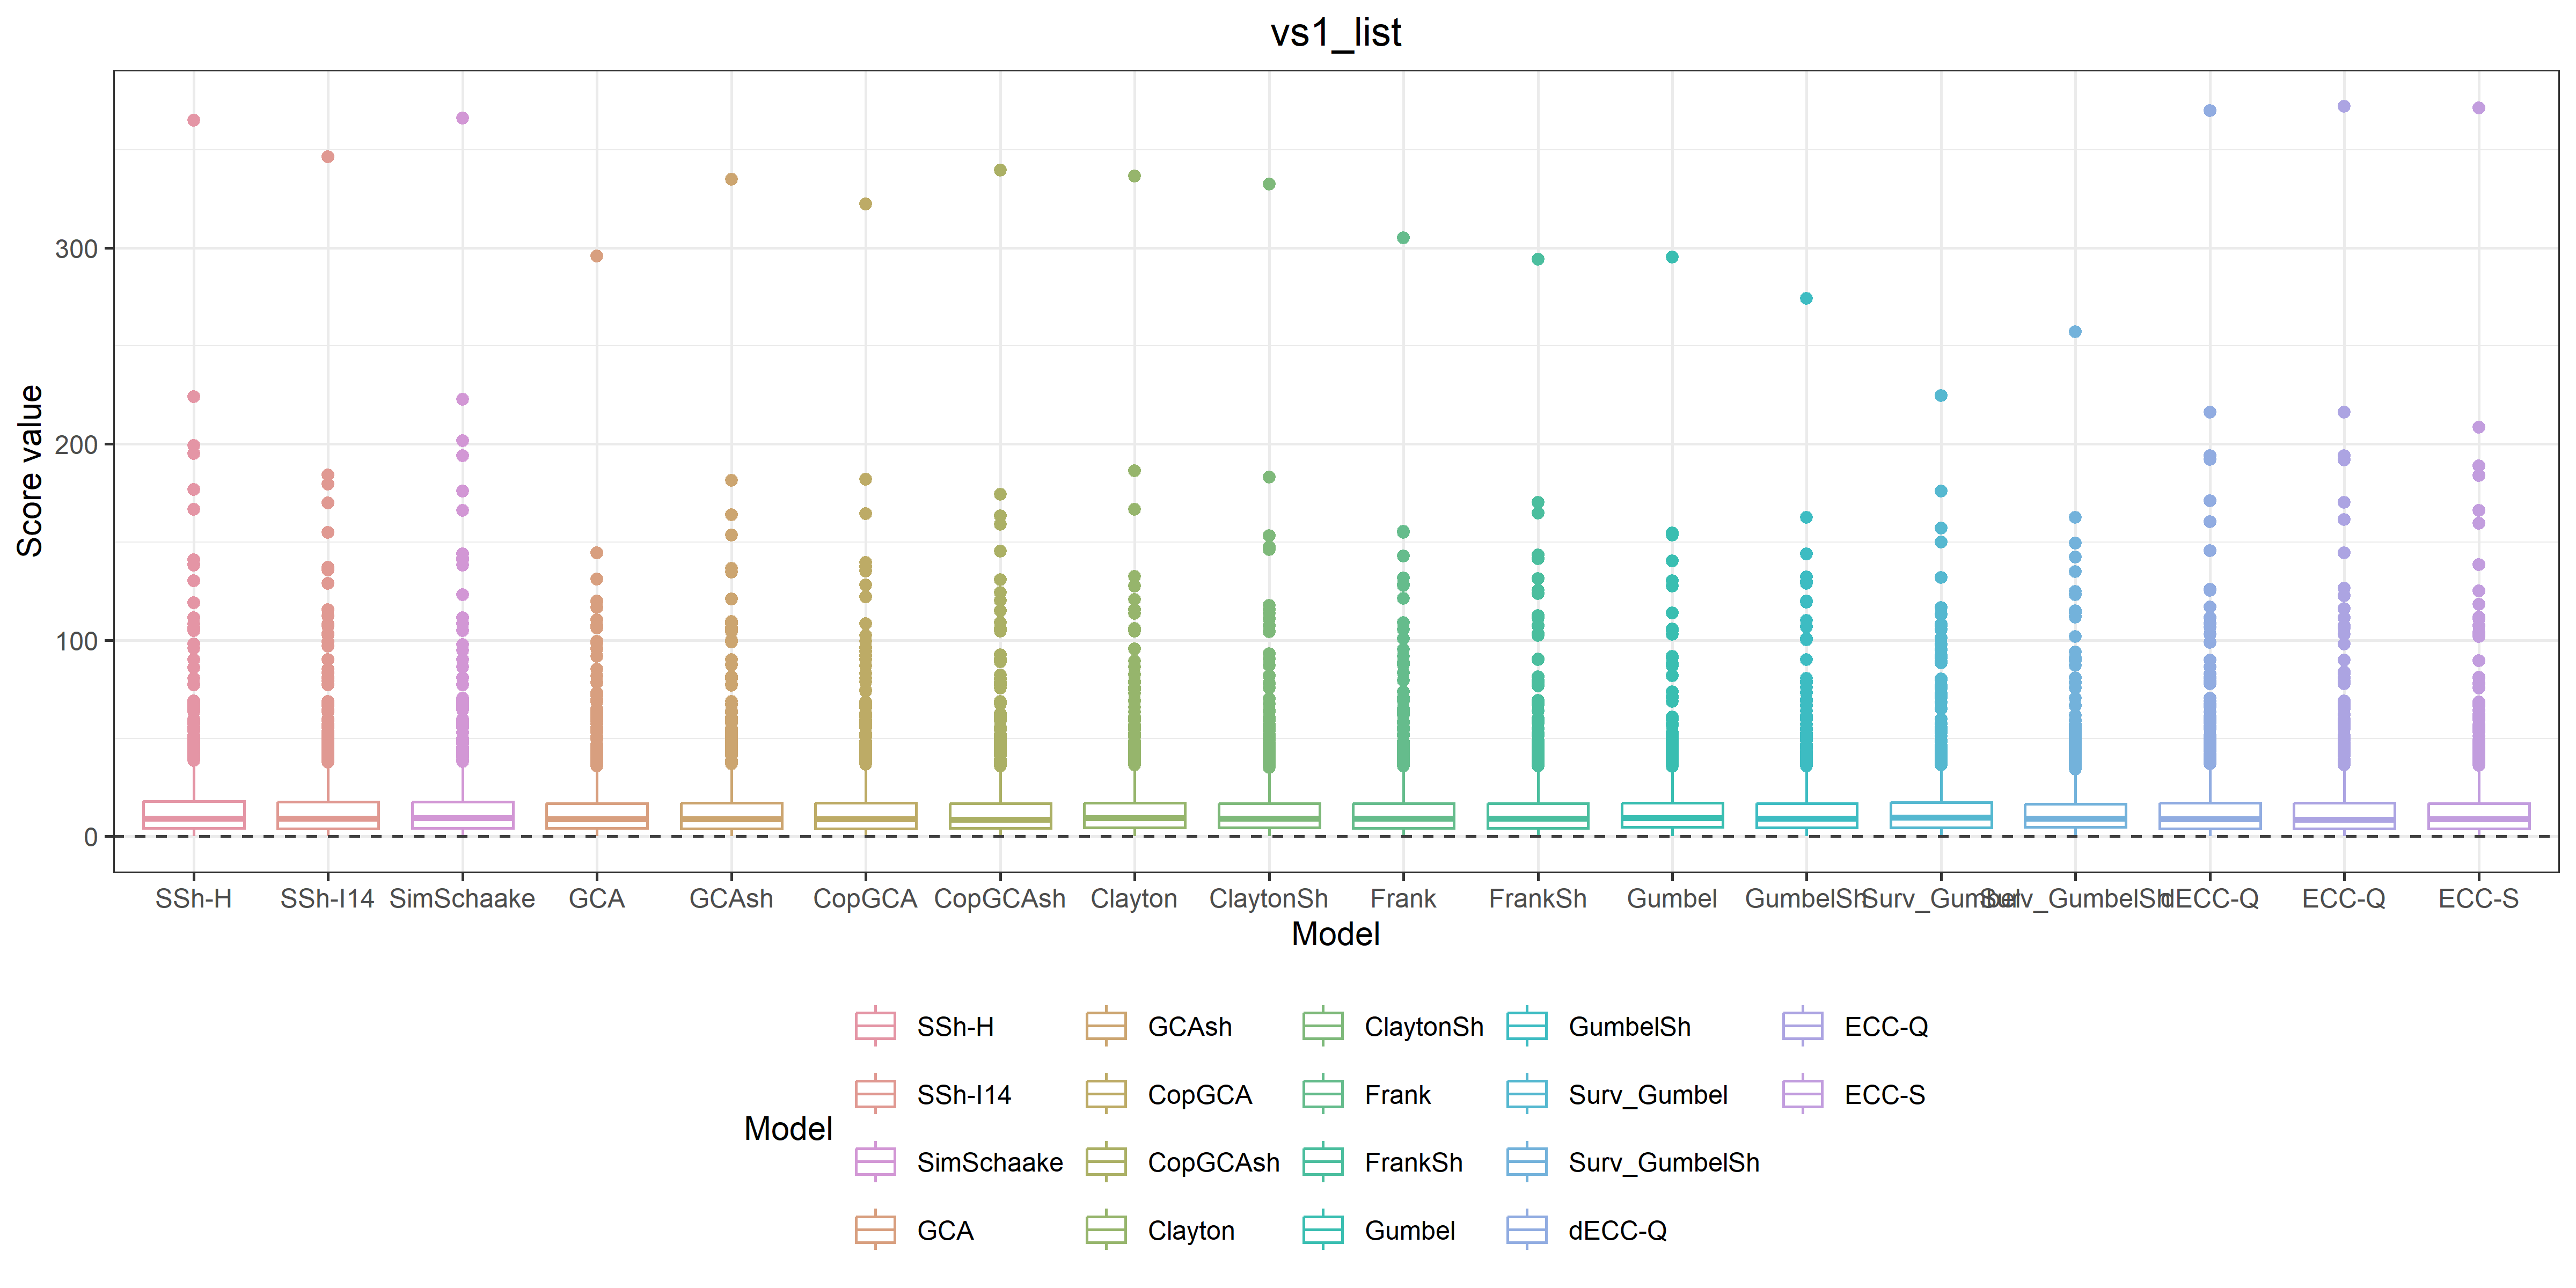 vs1_list
Score value
300
200
100
0
SSh-H SSh-I14 SimSchaake GCA GCAsh CopGCA CopGCAsh Clayton ClaytonSh Frank FrankSh Gumbel GumbelSh Surv_Gumbel Surv_GumbelSh dECC-Q ECC-Q ECC-S
Model
Model
SSh-H GCAsh ClaytonSh GumbelSh ECC-Q
SSh-I14 CopGCA Frank Surv_Gumbel ECC-S
SimSchaake CopGCAsh FrankSh Surv_GumbelSh
GCA Clayton Gumbel dECC-Q